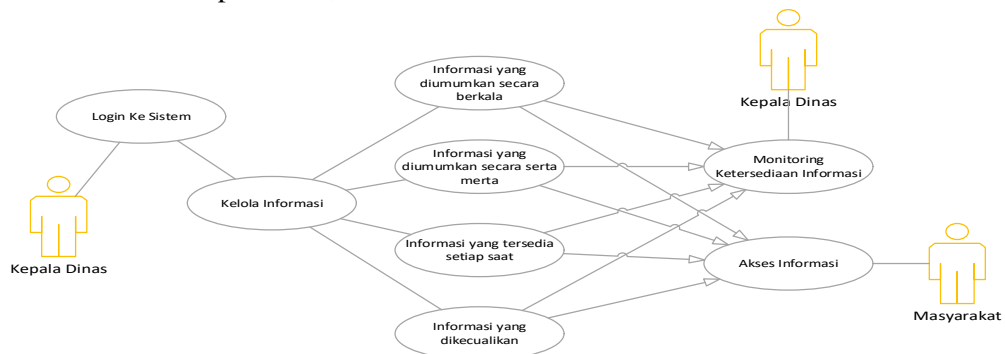 Informasi yang
diumumkan secara
berkala
Kepala Dinas
Login Ke Sistem
Informasi yang
diumumkan secara serta
merta
Monitoring
Ketersediaan Informasi
Kelola Informasi
Kepala Dinas
Informasi yang tersedia
setiap saat
Akses Informasi
Masyarakat
Informasi yang
dikecualikan